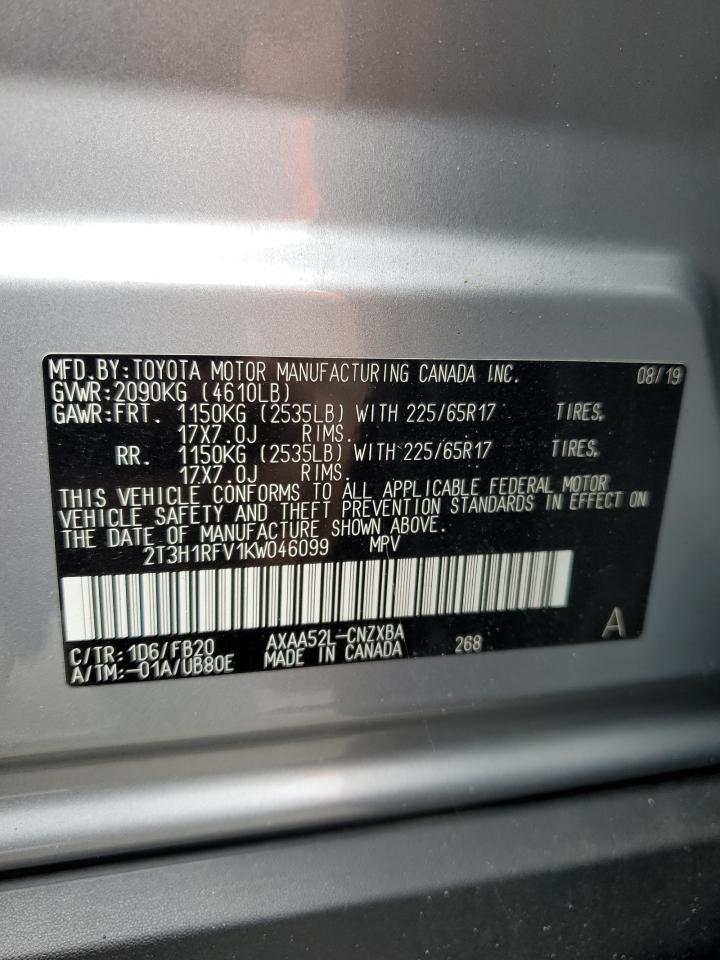 MFD.BY:TOYOTA MOTOR MANUFACTURING CANADA INC. 08/19
GVWR:2090KG (4610LB)
GAWR:FRT. 1150KG (2535LB) WITH 225/65R17 TIRES,
17X7.0J RIMS.
RR. 1150KG (2535LB) WITH 225/65R17 TIRES,
17X7.0J RIMS.
THIS VEHICLE CONFORMS TO ALL APPLICABLE FEDERAL MOTOR
VEHICLE SAFETY AND THEFT PREVENTION STANDARDS IN EFFECT ON
THE DATE OF MANUFACTURE SHOWN ABOVE.
2T3H1RFV1KW046099 MPV
C/TR:1D6/FB20 AXAA52L-CNZXBA 268 A
A/TM:-01A/UB80E MADE IN CANADA